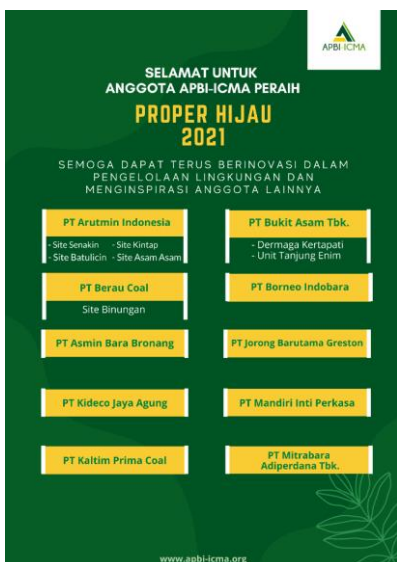 APBI-ICMA
SELAMAT UNTUK
ANGGOTA APBI-ICMA PERAIH
PROPER HIJAU
2021
SEMOGA DAPAT TERUS BERINOVASI DALAM
PENGELOLAAN LINGKUNGAN DAN
MENGINSPIRASI ANGGOTA LAINNYA
PT Arutmin Indonesia
- Site Senakin - Site Kintap
- Site Batulicin - Site Asam Asam
PT Bukit Asam Tbk.
- Dermaga Kertapati
- Unit Tanjung Enim
PT Berau Coal
Site Binungan
PT Borneo Indobara
PT Asmin Bara Bronang
PT Jorong Barutama Greston
PT Kideco Jaya Agung
PT Mandiri Inti Perkasa
PT Kaltim Prima Coal
PT Mitrabara
Adiperdana Tbk.
www.apbi-icma.org